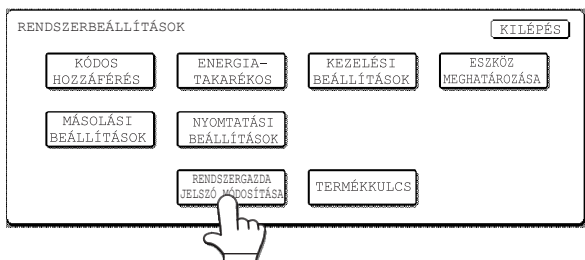 RENDSZERBEÁLLÍTÁSOK
KILÉPÉS
KÓDOS
HOZZÁFÉRÉS
ENERGIA-
TAKARÉKOS
KEZELÉSI
BEÁLLÍTÁSOK
ESZKÖZ
MEGHATÁROZÁSA
MÁSOLÁSI
BEÁLLÍTÁSOK
NYOMTATÁSI
BEÁLLÍTÁSOK
RENDSZERGAZDA
JELSZÓ MÓDOSÍTÁSA
TERMÉKKULCS